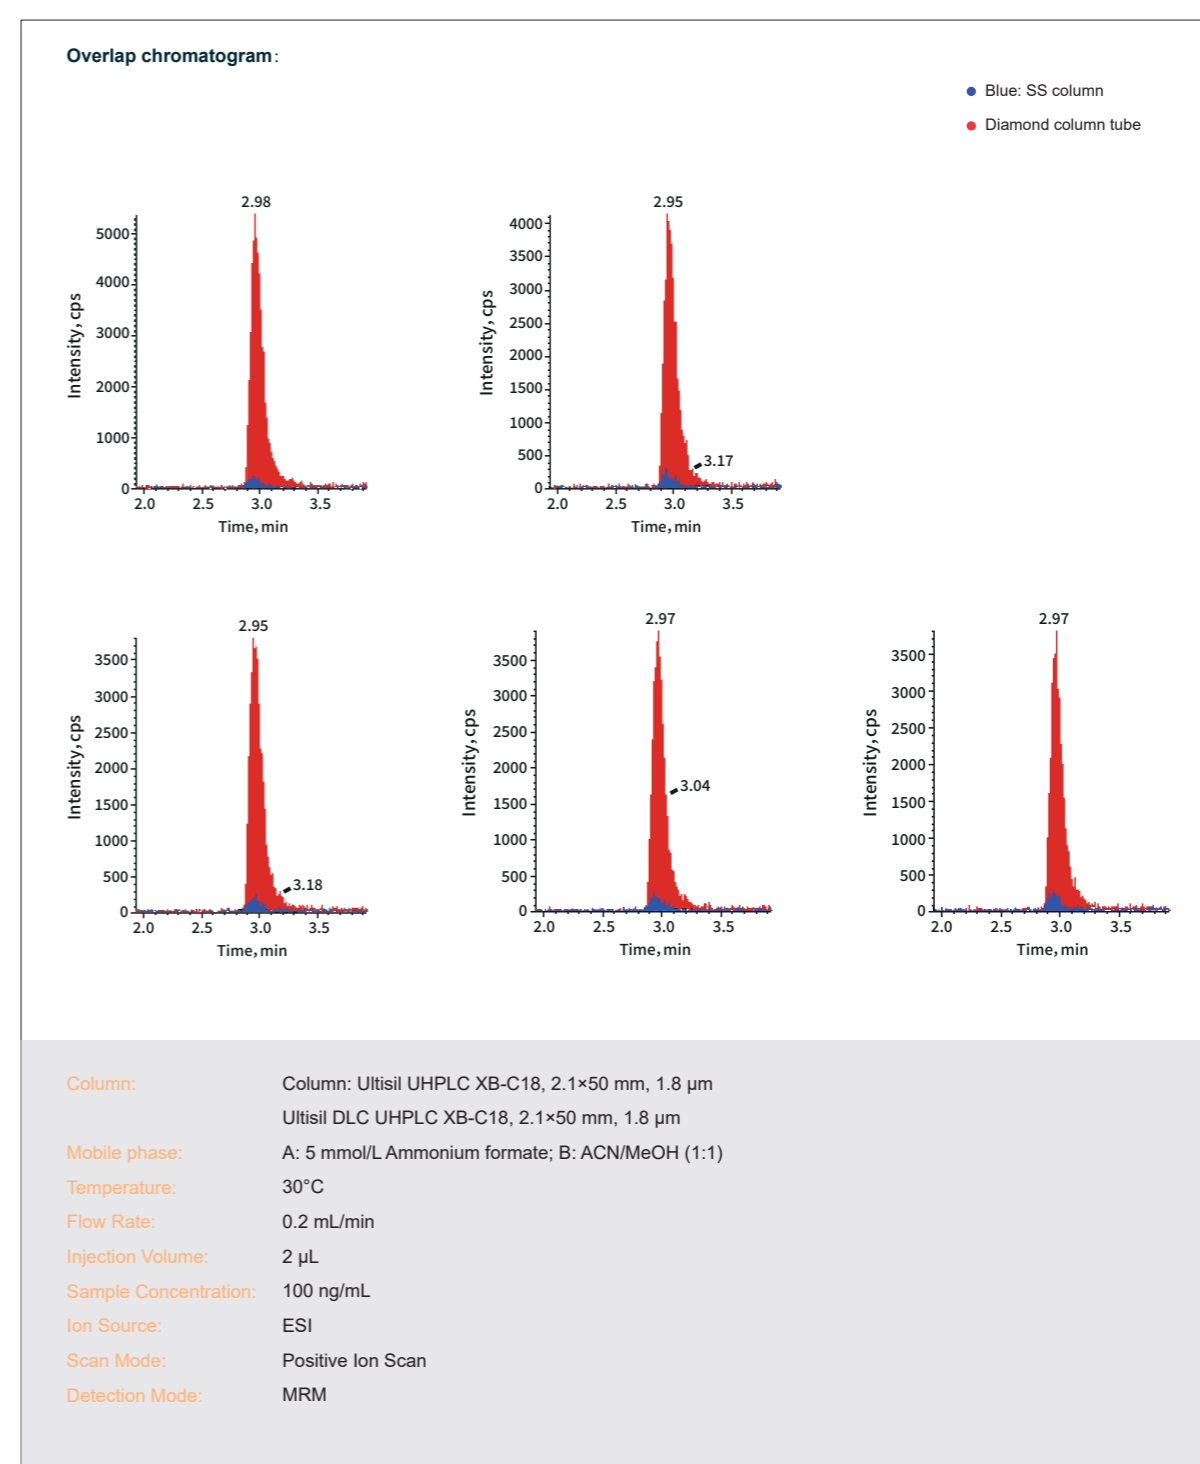 Overlap chromatogram:
Blue: SS column
Diamond column tube
2.98
Intensity, cps
5000
4000
3000
2000
1000
0
2.0 2.5 3.0 3.5
Time, min
2.95
Intensity, cps
4000
3500
3000
2500
2000
1500
1000
500
0
3.17
2.0 2.5 3.0 3.5
Time, min
2.95
Intensity, cps
3500
3000
2500
2000
1500
1000
500
0
3.18
2.0 2.5 3.0 3.5
Time, min
2.97
Intensity, cps
3500
3000
2500
2000
1500
1000
500
0
3.04
2.0 2.5 3.0 3.5
Time, min
2.97
Intensity, cps
3500
3000
2500
2000
1500
1000
500
0
2.0 2.5 3.0 3.5
Time, min
Column: Column: Ultisil UHPLC XB-C18, 2.1×50 mm, 1.8 μm
Ultisil DLC UHPLC XB-C18, 2.1×50 mm, 1.8 μm
Mobile phase: A: 5 mmol/L Ammonium formate; B: ACN/MeOH (1:1)
Temperature: 30°C
Flow Rate: 0.2 mL/min
Injection Volume: 2 μL
Sample Concentration: 100 ng/mL
Ion Source: ESI
Scan Mode: Positive Ion Scan
Detection Mode: MRM